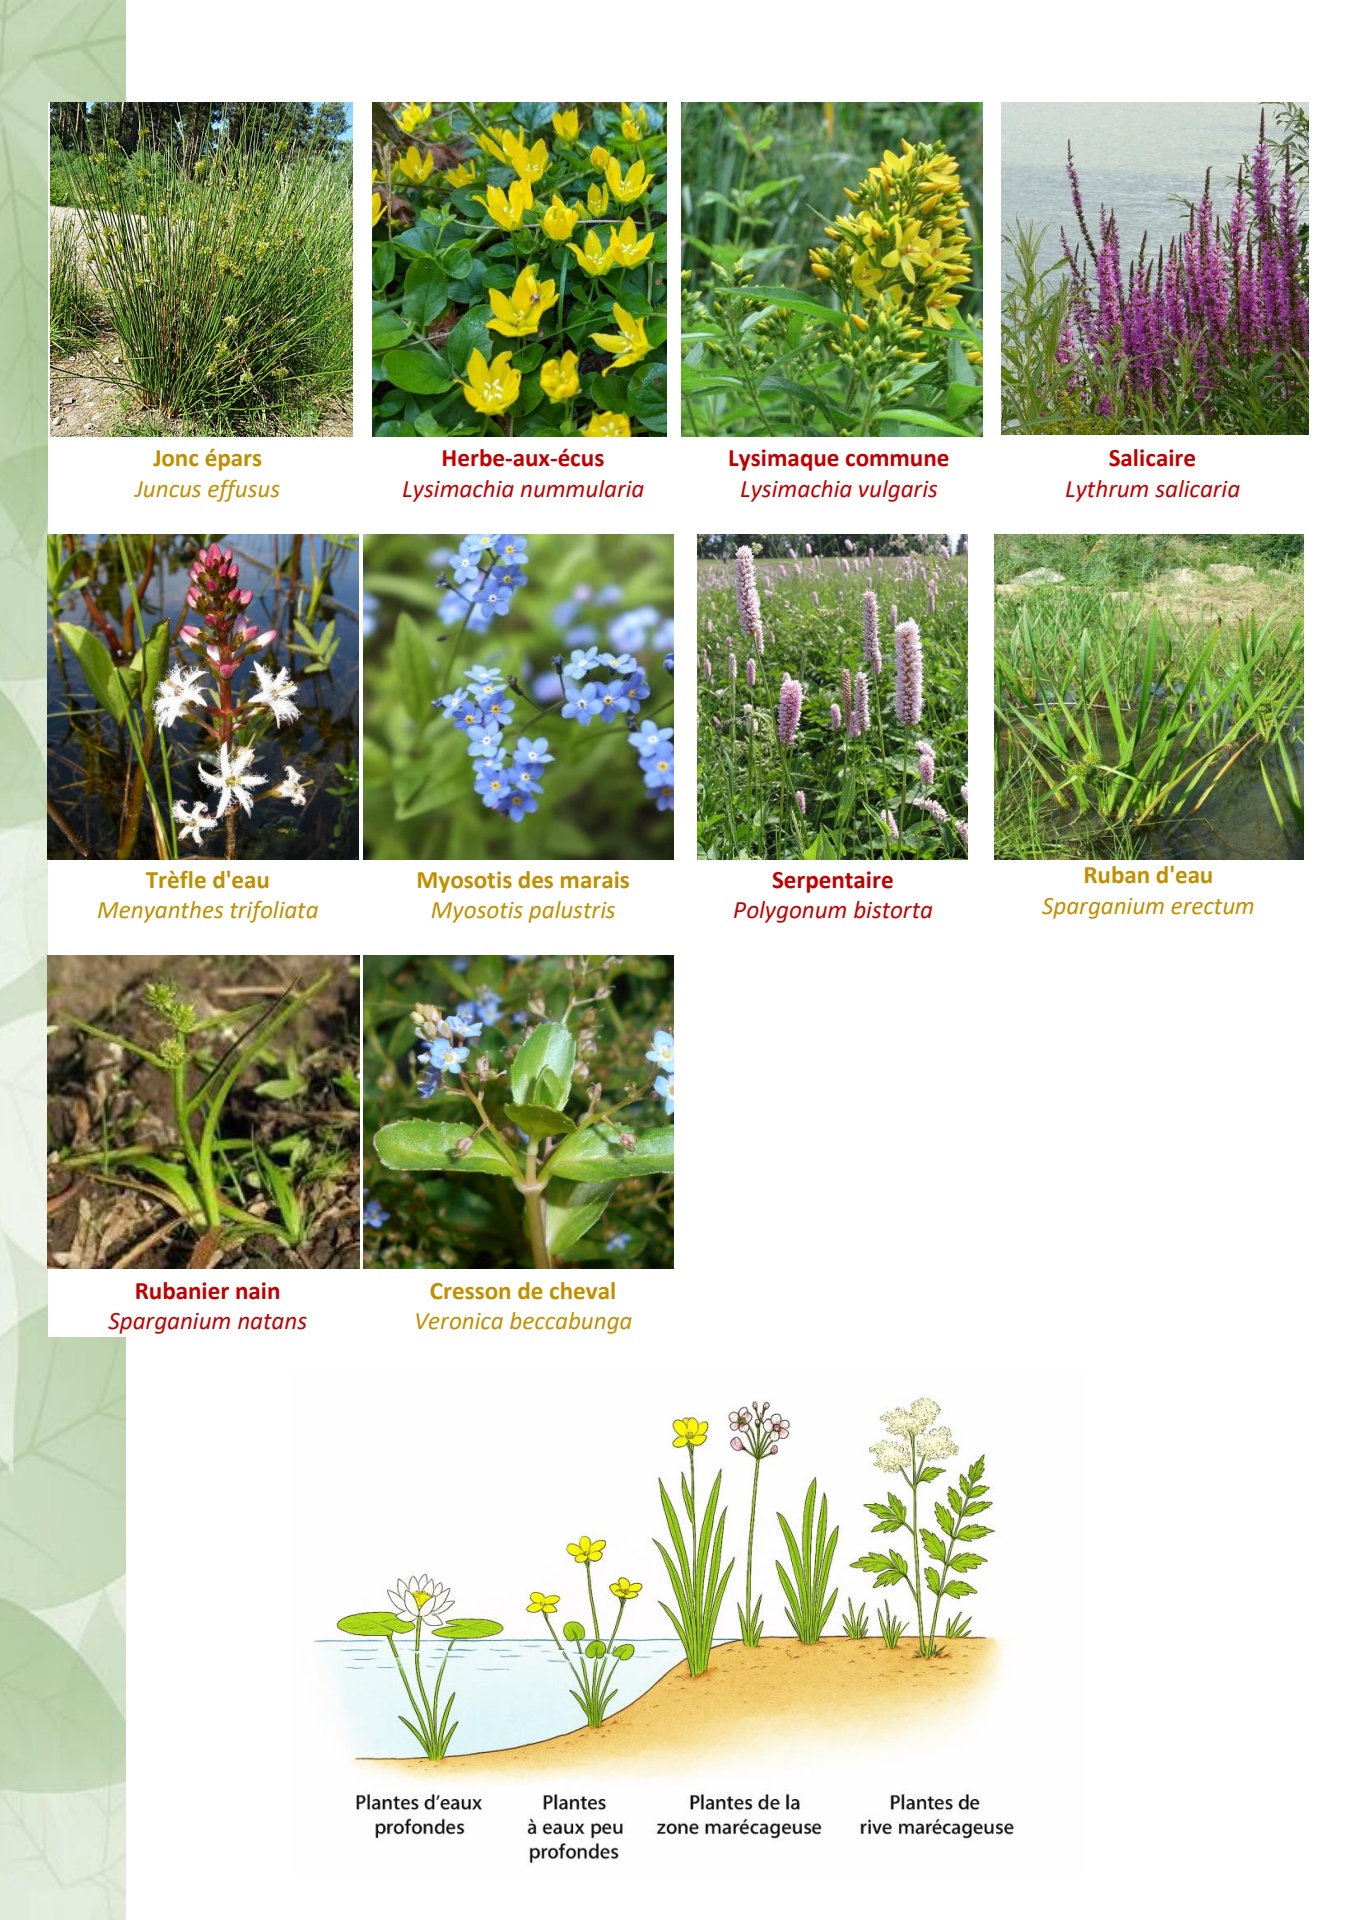 Jonc épars
Juncus effusus
Herbe-aux-écus
Lysimachia nummularia
Lysimaque commune
Lysimachia vulgaris
Salicaire
Lythrum salicaria
Trèfle d'eau
Menyanthes trifoliata
Myosotis des marais
Myosotis palustris
Serpentaire
Polygonum bistorta
Ruban d'eau
Sparganium erectum
Rubanier nain
Sparganium natans
Cresson de cheval
Veronica beccabunga
Plantes d'eaux
profondes
Plantes
à eaux peu
profondes
Plantes de la
zone marécageuse
Plantes de
rive marécageuse